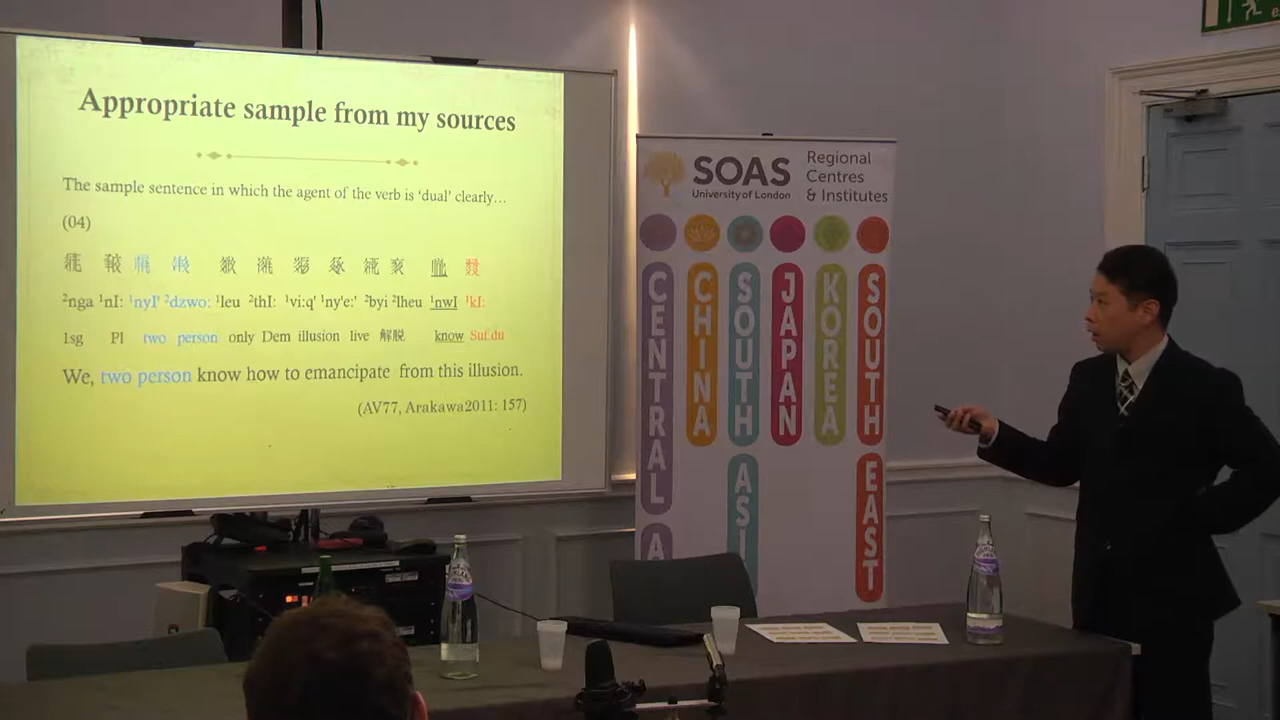 Appropriate sample from my sources
The sample sentence in which the agent of the verb is ‘dual’ clearly…
(04)
²nga ¹nI: ¹nyI' ²dzwo: ¹leu ²thI: ¹vi:q' ¹ny'e:' ²byi ²lheu ¹nwI ¹kI:
1sg Pl two person only Dem illusion live 解脱 know Suf.du
We, two person know how to emancipate from this illusion.
(AV77, Arakawa2011: 157)
SOAS
University of London
Regional
Centres
& Institutes
CENTRAL A
CHINA
SOUTH ASI
JAPAN
KOREA
SOUTH EAST